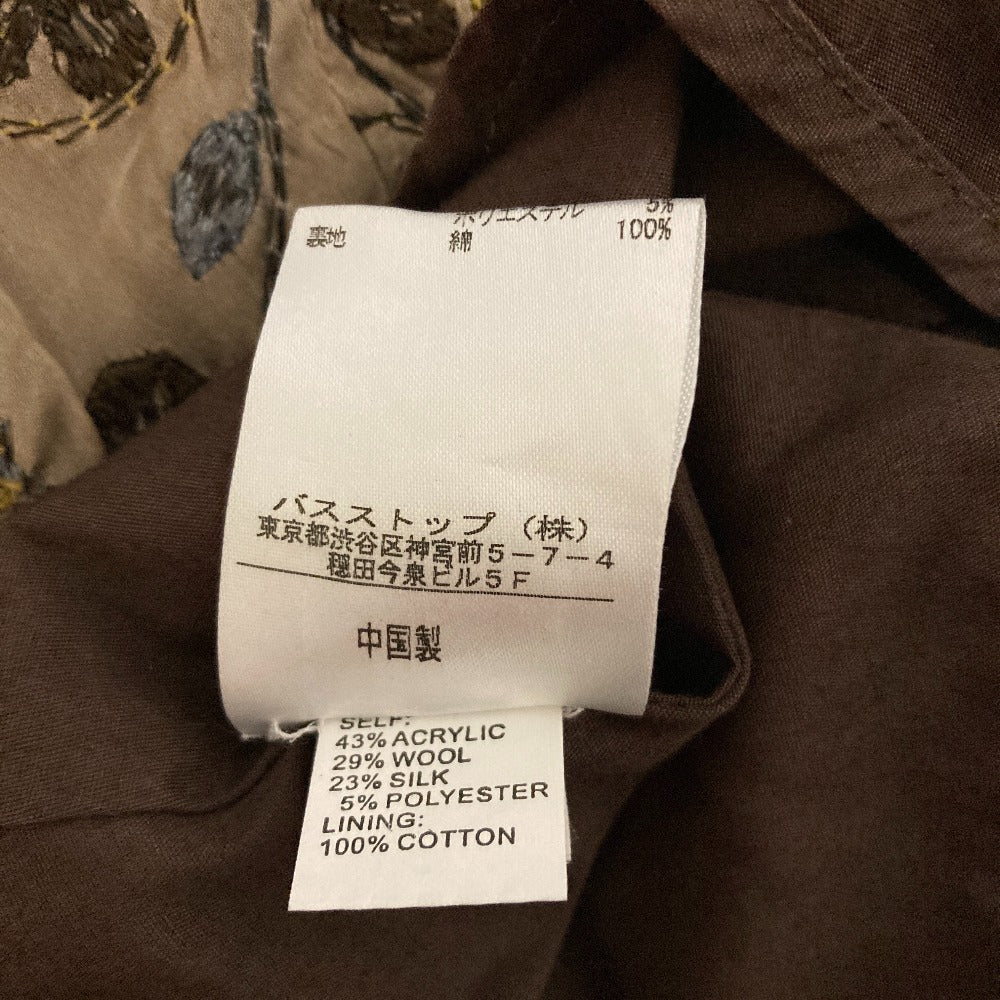 ポリエステル 5%
裏地 綿 100%
バスストップ (株)
東京都渋谷区神宮前5-7-4
穏田今泉ビル5F
中国製
SELF:
43% ACRYLIC
29% WOOL
23% SILK
5% POLYESTER
LINING:
100% COTTON